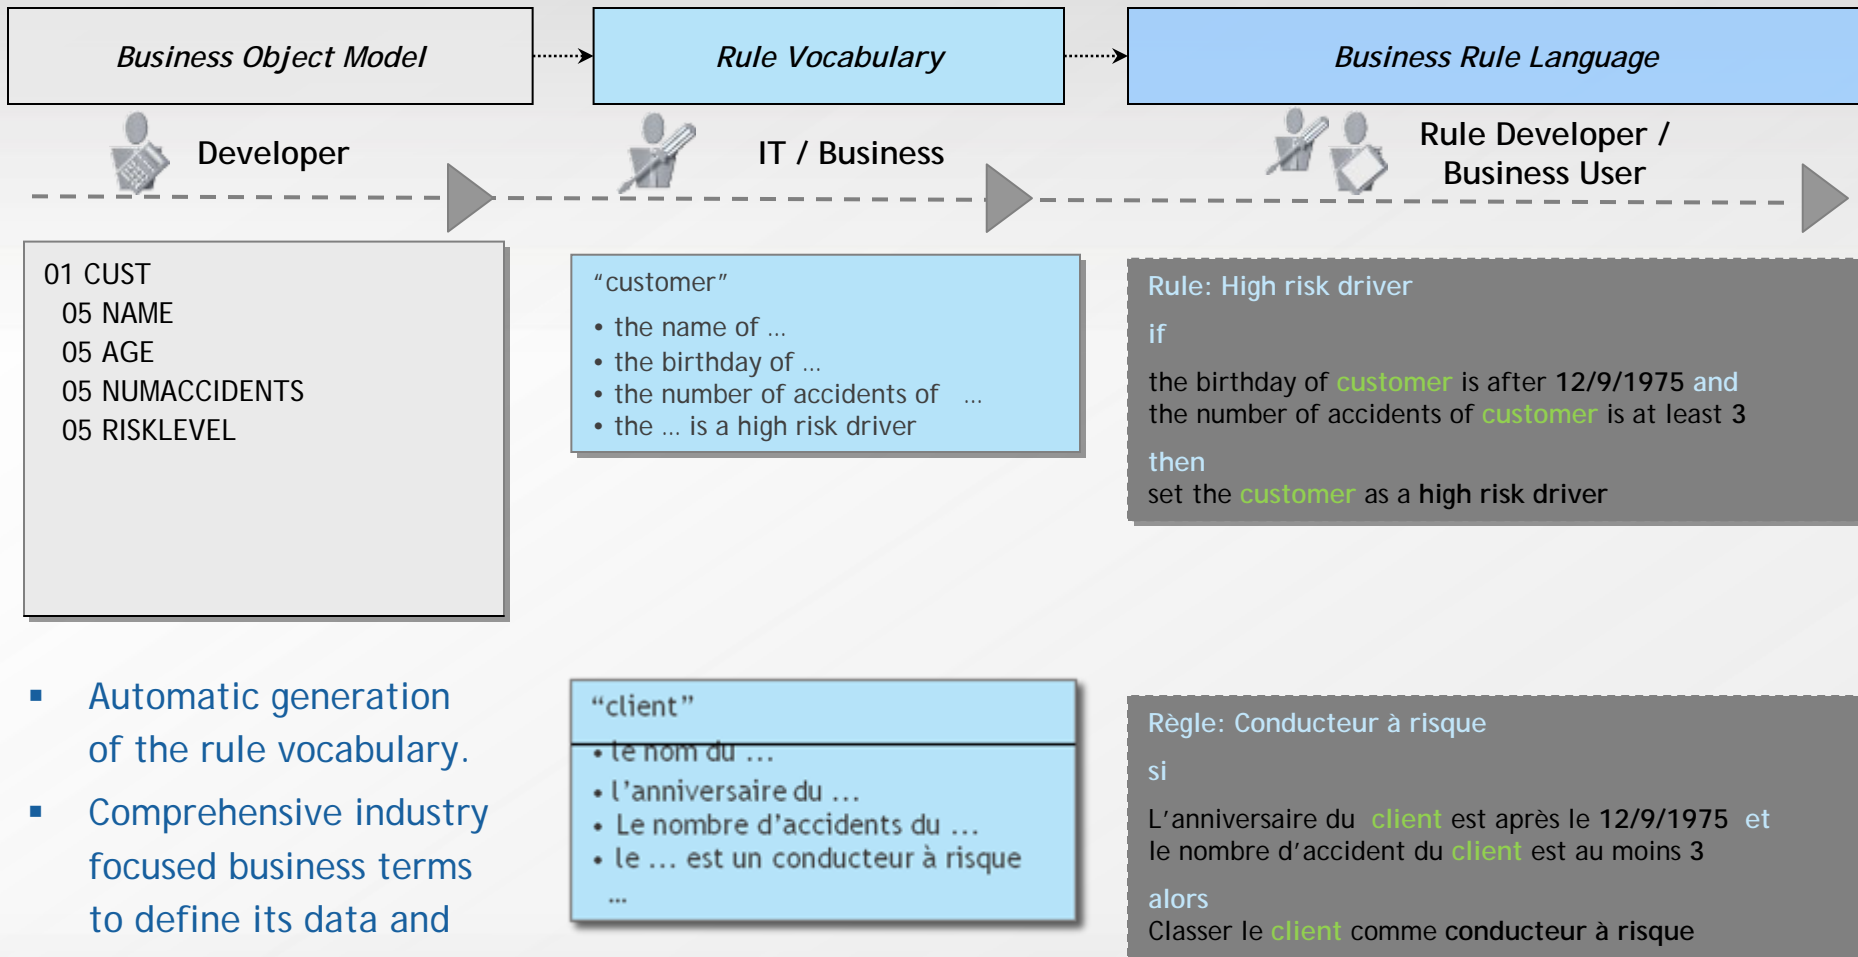 Business Object Model
Rule Vocabulary
Business Rule Language
Developer
IT / Business
Rule Developer /
Business User
01 CUST
05 NAME
05 AGE
05 NUMACCIDENTS
05 RISKLEVEL
“customer”
• the name of ...
• the birthday of ...
• the number of accidents of ...
• the ... is a high risk driver
Rule: High risk driver
if
the birthday of customer is after 12/9/1975 and
the number of accidents of customer is at least 3
then
set the customer as a high risk driver
▪ Automatic generation
of the rule vocabulary.
▪ Comprehensive industry
focused business terms
to define its data and
“client”
• le nom du ...
• l’anniversaire du ...
• Le nombre d’accidents du ...
• le ... est un conducteur à risque
...
Règle: Conducteur à risque
si
L’anniversaire du client est après le 12/9/1975 et
le nombre d’accident du client est au moins 3
alors
Classer le client comme conducteur à risque